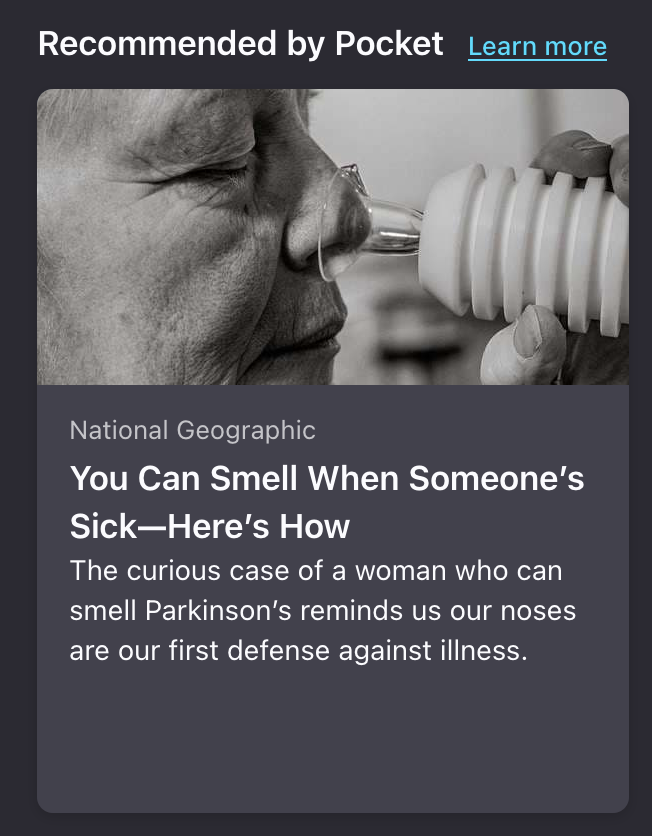 Recommended by Pocket Learn more
National Geographic
You Can Smell When Someone’s
Sick—Here’s How
The curious case of a woman who can
smell Parkinson’s reminds us our noses
are our first defense against illness.